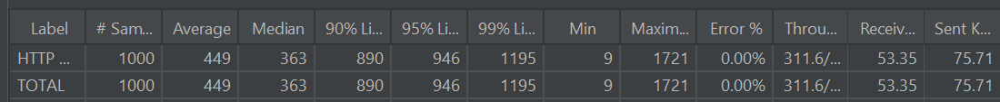 Label # Sam... Average Median 90% Li... 95% Li... 99% Li... Min Maxim... Error % Throu... Receiv... Sent K...
HTTP ... 1000 449 363 890 946 1195 9 1721 0.00% 311.6/... 53.35 75.71
TOTAL 1000 449 363 890 946 1195 9 1721 0.00% 311.6/... 53.35 75.71